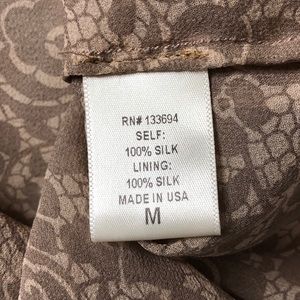 RN# 133694
SELF:
100% SILK
LINING:
100% SILK
MADE IN USA
M